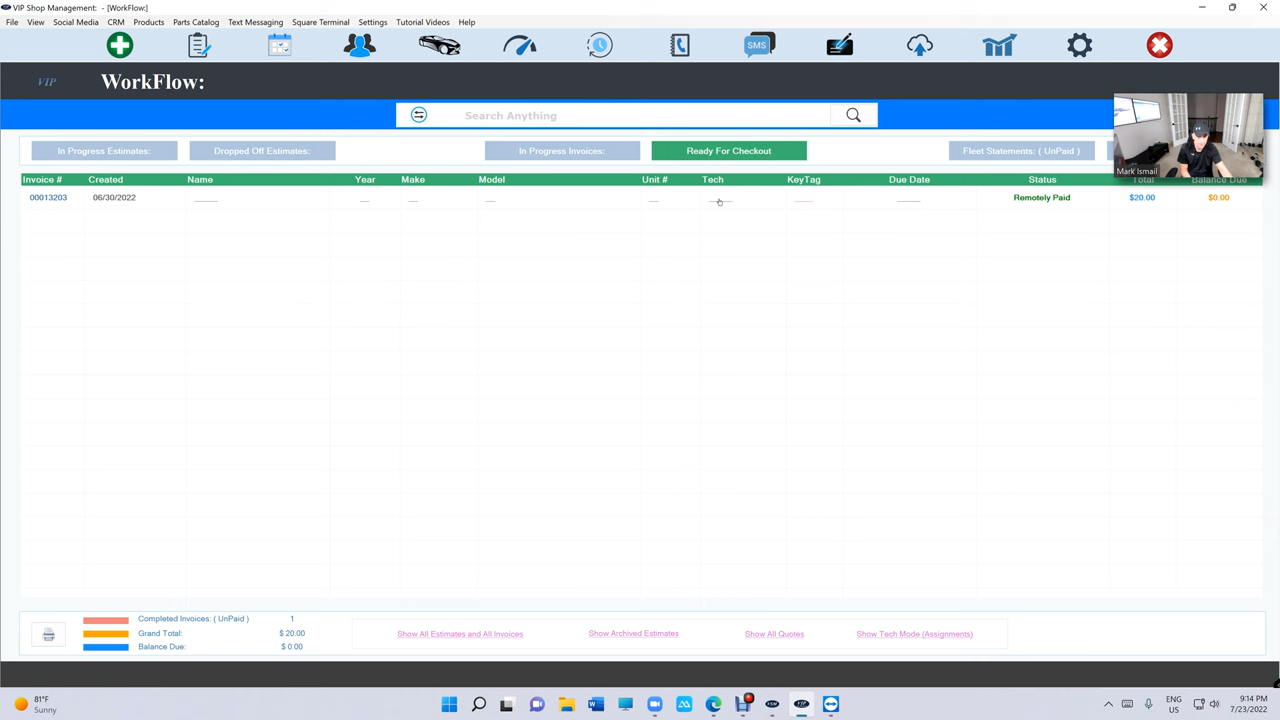 VIP Shop Management: - [WorkFlow:]
File View Social Media CRM Products Parts Catalog Text Messaging Square Terminal Settings Tutorial Videos Help
SMS
VIP WorkFlow:
Search Anything
In Progress Estimates: Dropped Off Estimates: In Progress Invoices: Ready For Checkout Fleet Statements: ( UnPaid )
Mark Ismail
Invoice # Created Name Year Make Model Unit # Tech KeyTag Due Date Status Total Balance Due
00013203 06/30/2022 Remotely Paid $20.00 $0.00
Completed Invoices: ( UnPaid ) 1
Grand Total: $ 20.00
Balance Due: $ 0.00
Show All Estimates and All Invoices Show Archived Estimates Show All Quotes Show Tech Mode (Assignments)
81°F
Sunny
ENG
US
9:14 PM
7/23/2022